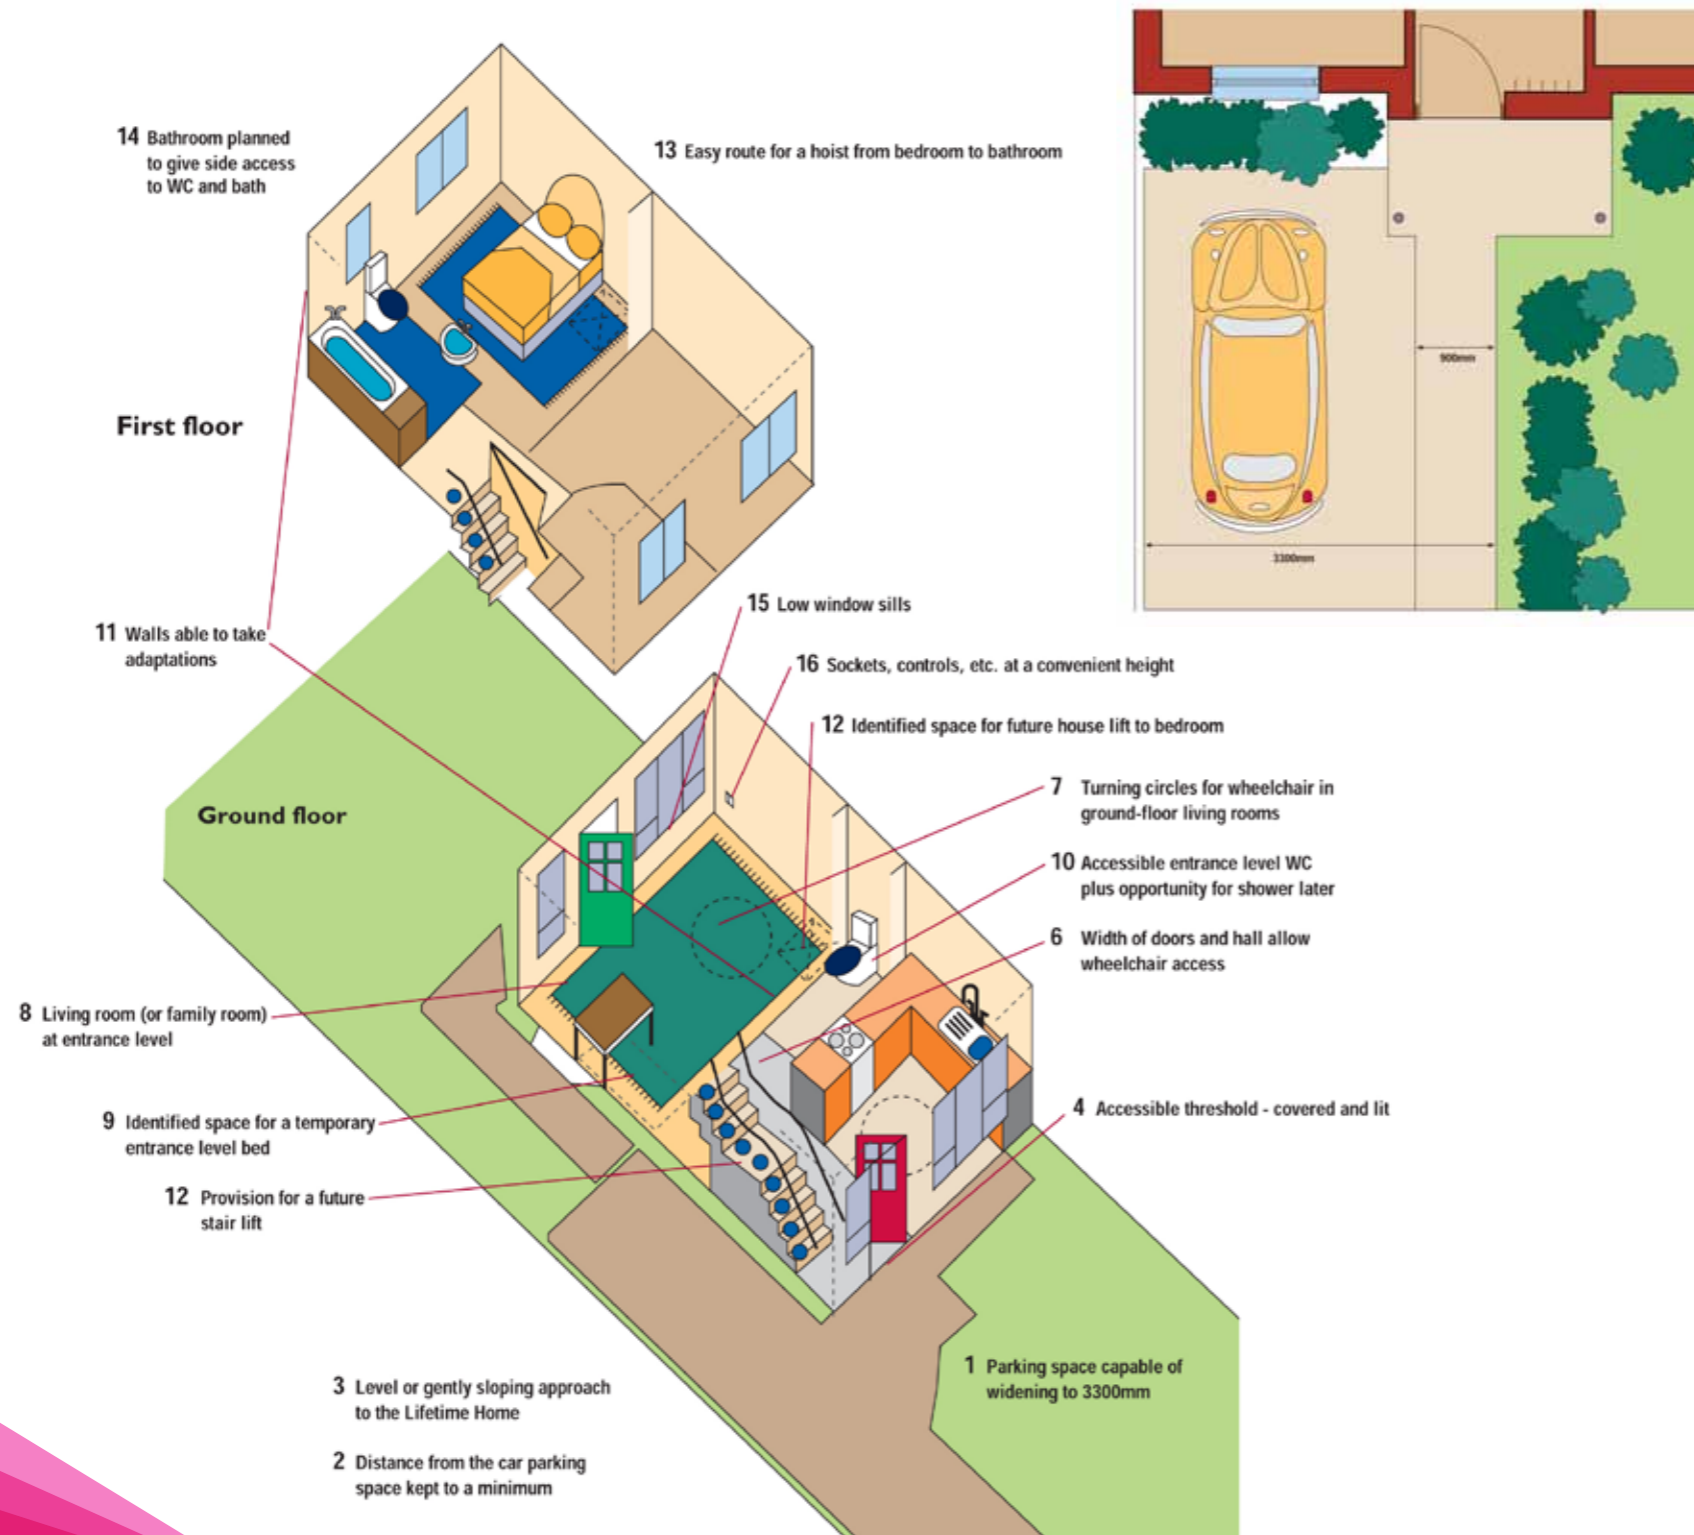 14 Bathroom planned
to give side access
to WC and bath
13 Easy route for a hoist from bedroom to bathroom
900mm
First floor
3300mm
15 Low window sills
11 Walls able to take
adaptations
16 Sockets, controls, etc. at a convenient height
12 Identified space for future house lift to bedroom
7 Turning circles for wheelchair in
ground-floor living rooms
Ground floor
10 Accessible entrance level WC
plus opportunity for shower later
6 Width of doors and hall allow
wheelchair access
8 Living room (or family room)
at entrance level
9 Identified space for a temporary
entrance level bed
4 Accessible threshold - covered and lit
12 Provision for a future
stair lift
1 Parking space capable of
widening to 3300mm
3 Level or gently sloping approach
to the Lifetime Home
2 Distance from the car parking
space kept to a minimum